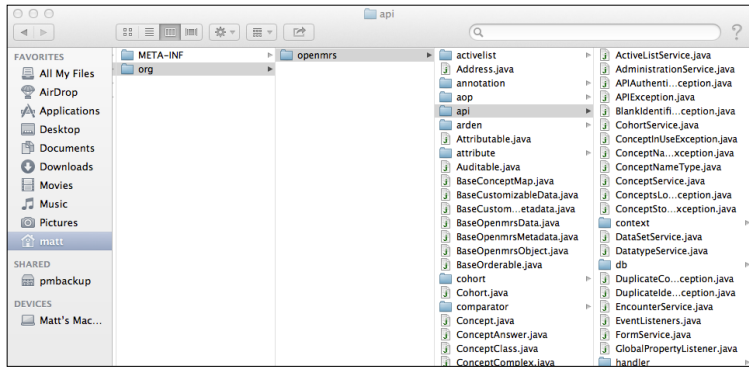 api
FAVORITES
All My Files
AirDrop
Applications
Desktop
Documents
Downloads
Movies
Music
Pictures
matt
SHARED
pmbackup
DEVICES
Matt's Mac...
META-INF
org
openmrs
activelist
Address.java
annotation
aop
api
arden
Attributable.java
attribute
Auditable.java
BaseConceptMap.java
BaseCustomizableData.java
BaseCustom...etadata.java
BaseOpenmrsData.java
BaseOpenmrsMetadata.java
BaseOpenmrsObject.java
BaseOrderable.java
cohort
Cohort.java
comparator
Concept.java
ConceptAnswer.java
ConceptClass.java
ConceptComplex.java
ActiveListService.java
AdministrationService.java
APIAuthenti...ception.java
APIException.java
BlankIdentifi...ception.java
CohortService.java
ConceptInUseException.java
ConceptNa...xception.java
ConceptNameType.java
ConceptService.java
ConceptsLo...ception.java
ConceptSto...xception.java
context
DataSetService.java
DatatypeService.java
db
DuplicateCo...ception.java
DuplicateIde...ception.java
EncounterService.java
EventListeners.java
FormService.java
GlobalPropertyListener.java
handler